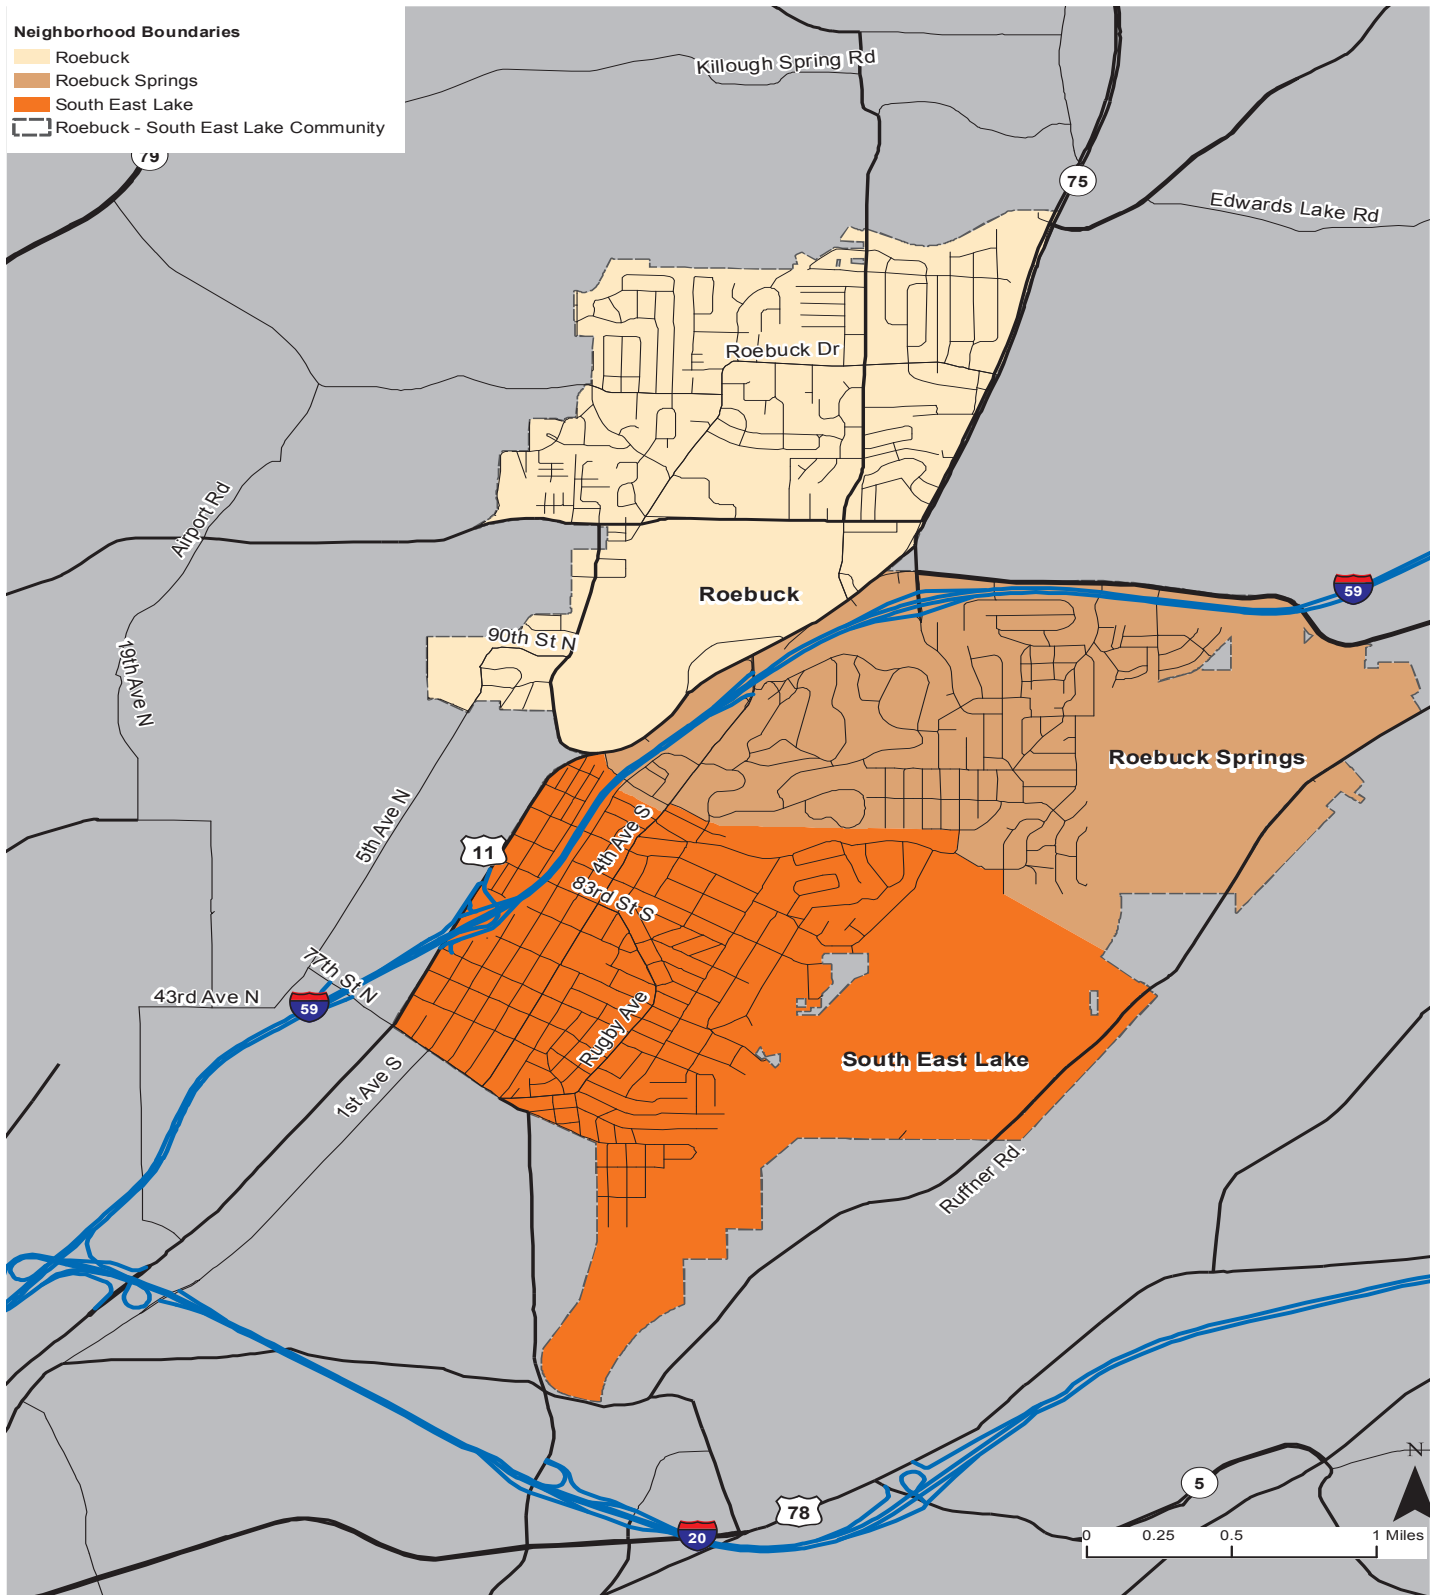 Neighborhood Boundaries
Roebuck
Roebuck Springs
South East Lake
Roebuck - South East Lake Community
79
Killough Spring Rd
75
Edwards Lake Rd
Roebuck Dr
Airport Rd
59
Roebuck
90th St N
19th Ave N
Roebuck Springs
5th Ave N
4th Ave S
11
83rd St S
77th St N
43rd Ave N
59
Rugby Ave
South East Lake
1st Ave S
Ruffner Rd.
N
5
78
20
0 0.25 0.5 1 Miles